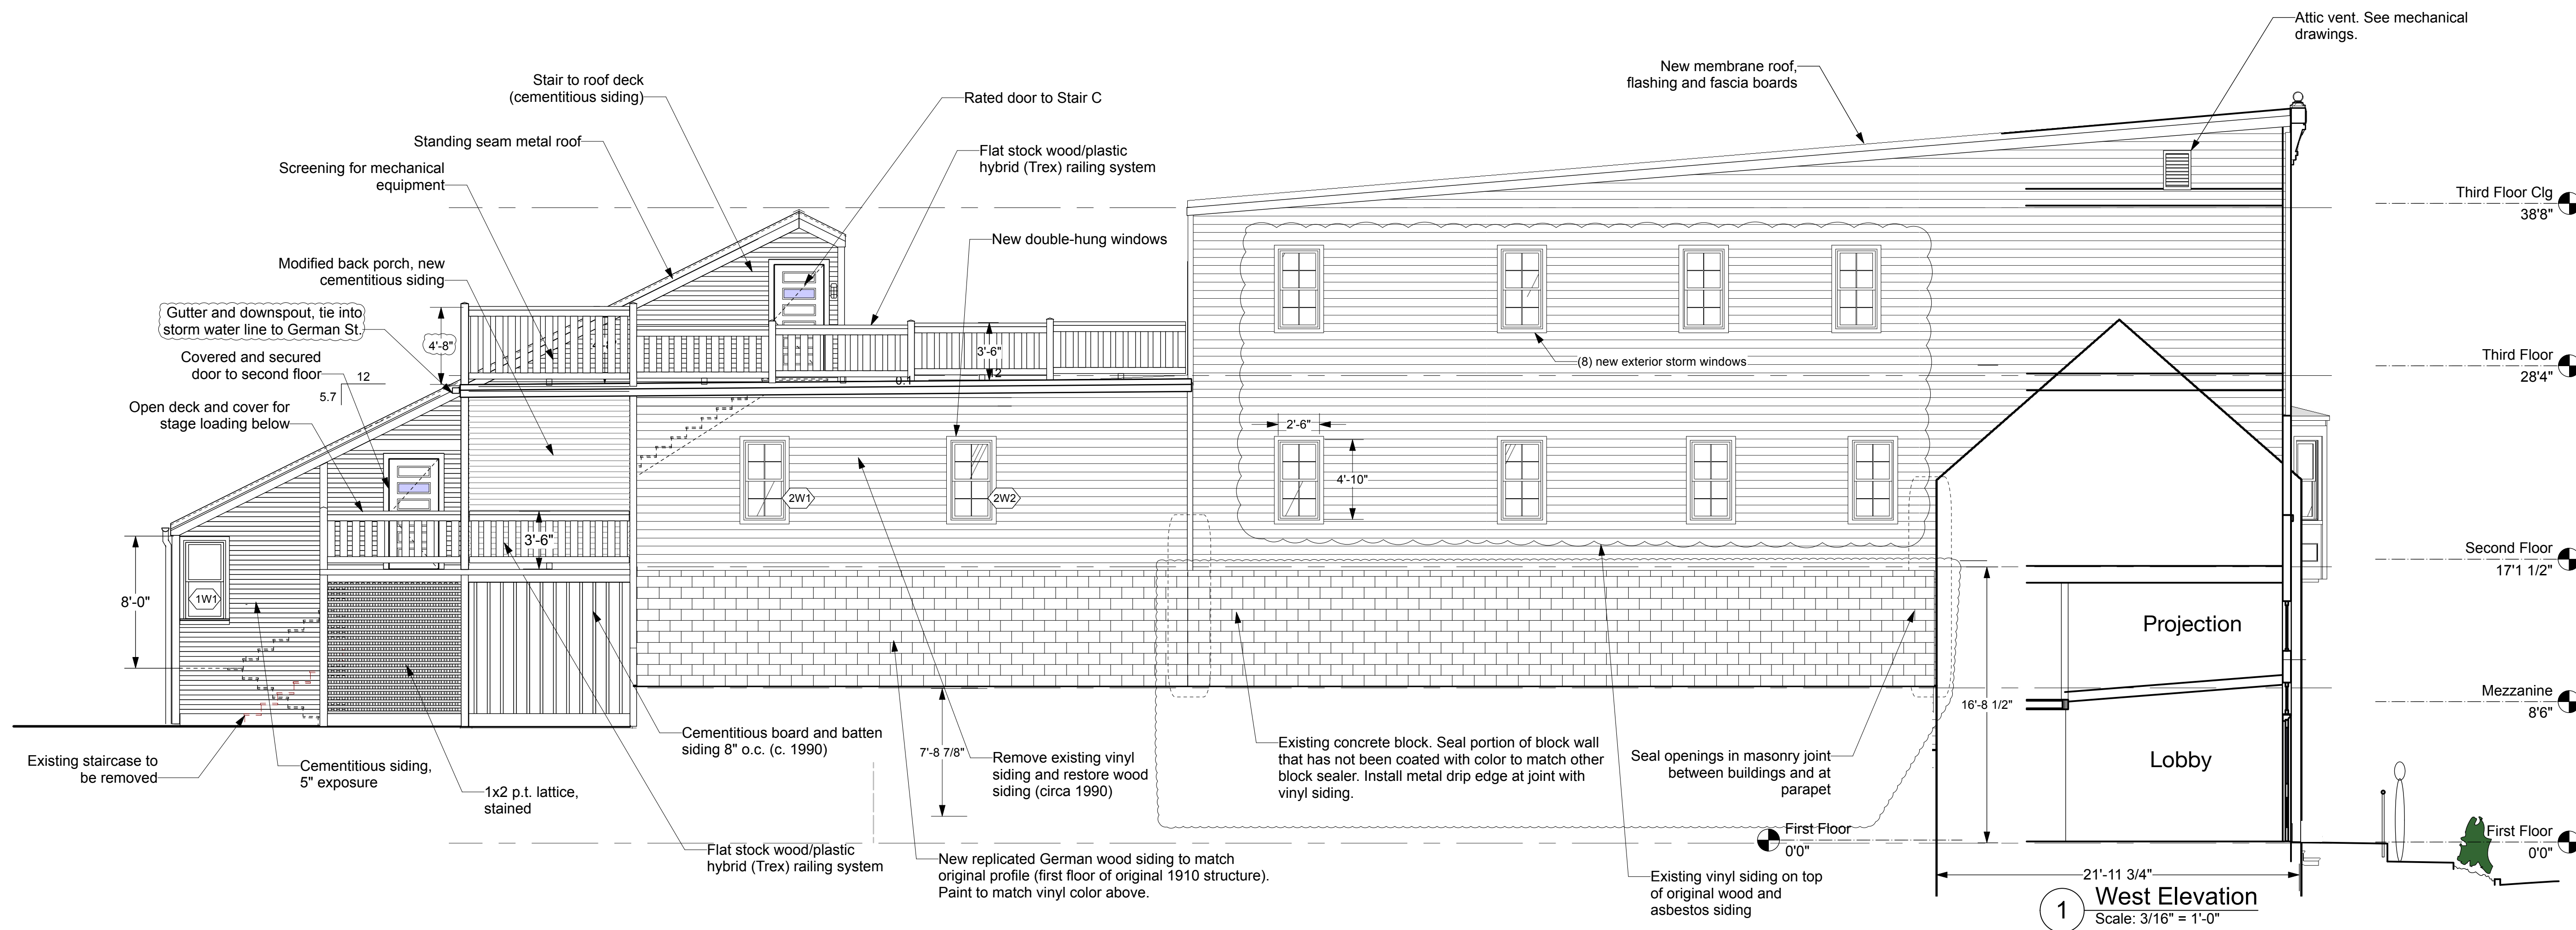 Attic vent. See mechanical
drawings.
New membrane roof,
flashing and fascia boards
Stair to roof deck
(cementitious siding)
Rated door to Stair C
Standing seam metal roof
Flat stock wood/plastic
hybrid (Trex) railing system
Screening for mechanical
equipment
Third Floor Clg
38'8"
New double-hung windows
Modified back porch, new
cementitious siding
Gutter and downspout, tie into
storm water line to German St.
4'-8"
3'-6"
Covered and secured
door to second floor
12
5.7
(8) new exterior storm windows
Third Floor
28'4"
0.1
12
Open deck and cover for
stage loading below
2'-6"
4'-10"
2W1
2W2
3'-6"
Second Floor
17'1 1/2"
8'-0"
1W1
Projection
Mezzanine
8'6"
16'-8 1/2"
Cementitious board and batten
siding 8" o.c. (c. 1990)
7'-8 7/8"
Remove existing vinyl
siding and restore wood
siding (circa 1990)
Existing concrete block. Seal portion of block wall
that has not been coated with color to match other
block sealer. Install metal drip edge at joint with
vinyl siding.
Seal openings in masonry joint
between buildings and at
parapet
Lobby
Existing staircase to
be removed
Cementitious siding,
5" exposure
1x2 p.t. lattice,
stained
First Floor
0'0"
First Floor
0'0"
Flat stock wood/plastic
hybrid (Trex) railing system
New replicated German wood siding to match
original profile (first floor of original 1910 structure).
Paint to match vinyl color above.
Existing vinyl siding on top
of original wood and
asbestos siding
21'-11 3/4"
1
West Elevation
Scale: 3/16" = 1'-0"